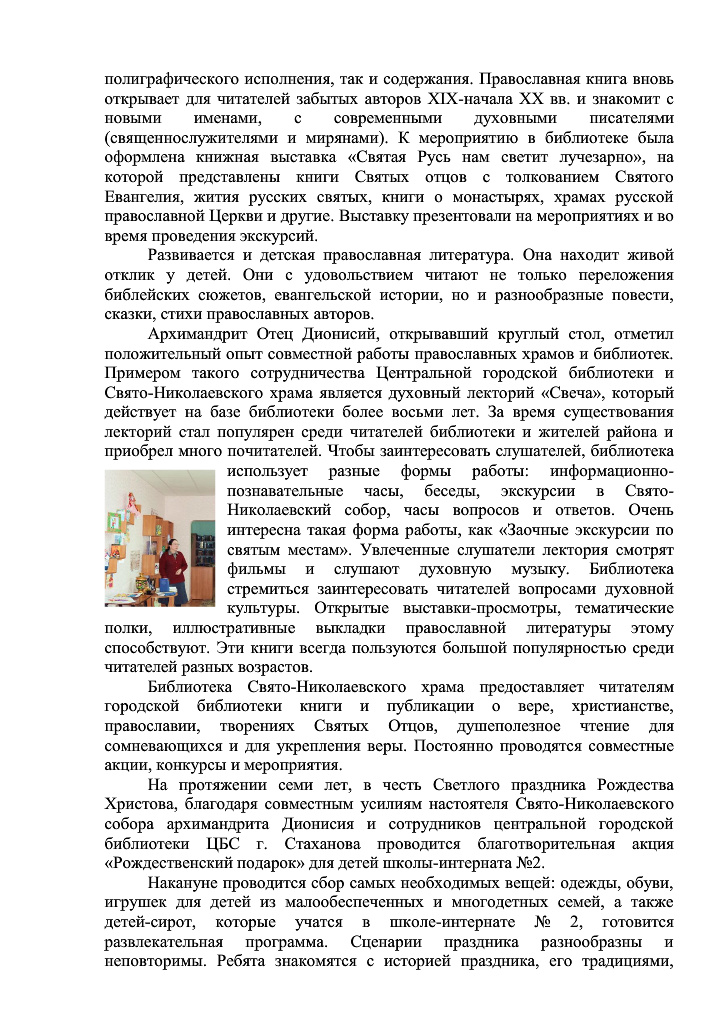 полиграфического исполнения, так и содержания. Православная книга вновь
открывает для читателей забытых авторов XIX-начала XX вв. и знакомит с
новыми именами, с современными духовными писателями
(священнослужителями и мирянами). К мероприятию в библиотеке была
оформлена книжная выставка «Святая Русь нам светит лучезарно», на
которой представлены книги Святых отцов с толкованием Святого
Евангелия, жития русских святых, книги о монастырях, храмах русской
православной Церкви и другие. Выставку презентовали на мероприятиях и во
время проведения экскурсий.
Развивается и детская православная литература. Она находит живой
отклик у детей. Они с удовольствием читают не только переложения
библейских сюжетов, евангельской истории, но и разнообразные повести,
сказки, стихи православных авторов.
Архимандрит Отец Дионисий, открывавший круглый стол, отметил
положительный опыт совместной работы православных храмов и библиотек.
Примером такого сотрудничества Центральной городской библиотеки и
Свято-Николаевского храма является духовный лекторий «Свеча», который
действует на базе библиотеки более восьми лет. За время существования
лекторий стал популярен среди читателей библиотеки и жителей района и
приобрел много почитателей. Чтобы заинтересовать слушателей, библиотека
использует разные формы работы: информационно-
познавательные часы, беседы, экскурсии в Свято-
Николаевский собор, часы вопросов и ответов. Очень
интересна такая форма работы, как «Заочные экскурсии по
святым местам». Увлеченные слушатели лектория смотрят
фильмы и слушают духовную музыку. Библиотека
стремиться заинтересовать читателей вопросами духовной
культуры. Открытые выставки-просмотры, тематические
полки, иллюстративные выкладки православной литературы этому
способствуют. Эти книги всегда пользуются большой популярностью среди
читателей разных возрастов.
Библиотека Свято-Николаевского храма предоставляет читателям
городской библиотеки книги и публикации о вере, христианстве,
православии, творениях Святых Отцов, душеполезное чтение для
сомневающихся и для укрепления веры. Постоянно проводятся совместные
акции, конкурсы и мероприятия.
На протяжении семи лет, в честь Светлого праздника Рождества
Христова, благодаря совместным усилиям настоятеля Свято-Николаевского
собора архимандрита Дионисия и сотрудников центральной городской
библиотеки ЦБС г. Стаханова проводится благотворительная акция
«Рождественский подарок» для детей школы-интерната №2.
Накануне проводится сбор самых необходимых вещей: одежды, обуви,
игрушек для детей из малообеспеченных и многодетных семей, а также
детей-сирот, которые учатся в школе-интернате № 2, готовится
развлекательная программа. Сценарии праздника разнообразны и
неповторимы. Ребята знакомятся с историей праздника, его традициями,